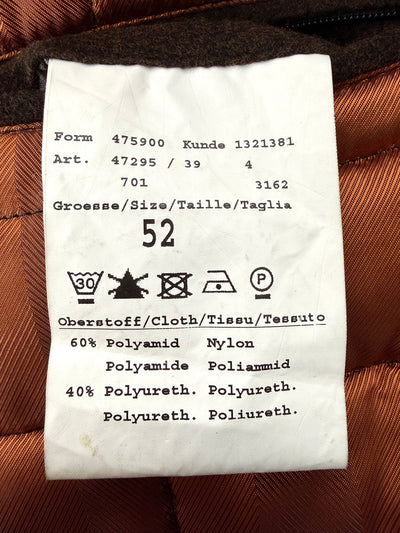 Form 475900 Kunde 1321381
Art. 47295 / 39 4
701 3162
Groesse/Size/Taille/Taglia
52
30 P
Oberstoff/Cloth/Tissu/Tessuto
60% Polyamid Nylon
Polyamide Poliammid
40% Polyureth. Polyureth.
Polyureth. Poliureth.